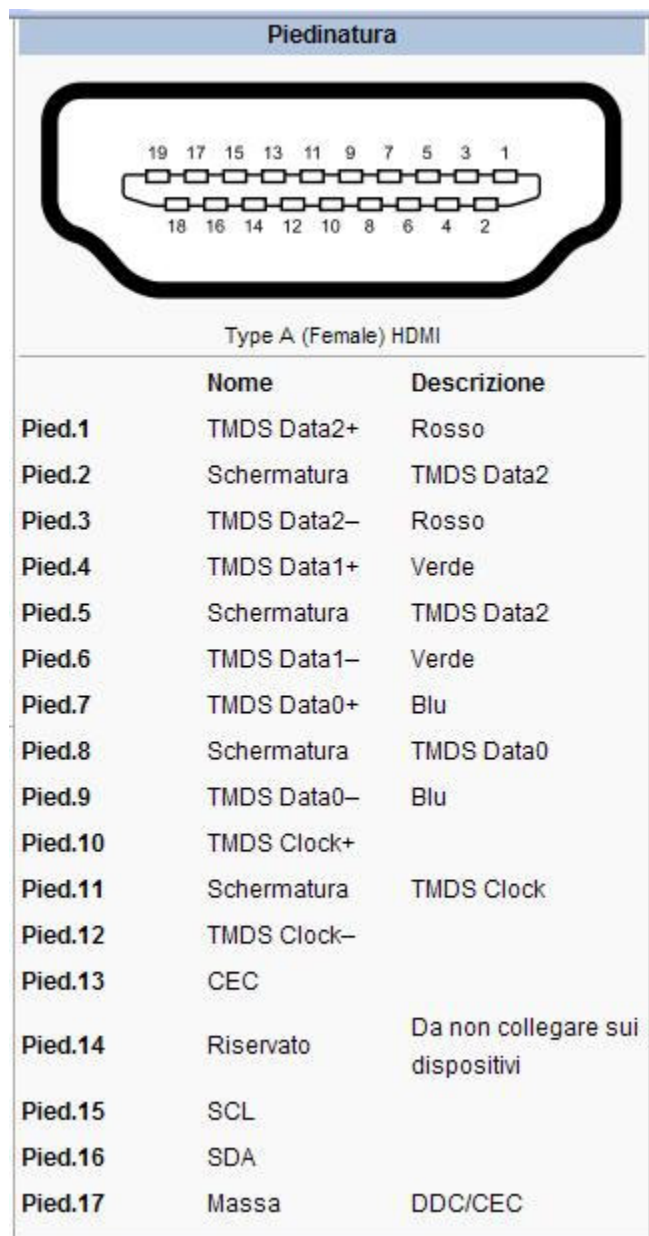 Piedinatura
19 17 15 13 11 9 7 5 3 1
18 16 14 12 10 8 6 4 2
Type A (Female) HDMI
Nome Descrizione
Pied.1 TMDS Data2+ Rosso
Pied.2 Schermatura TMDS Data2
Pied.3 TMDS Data2– Rosso
Pied.4 TMDS Data1+ Verde
Pied.5 Schermatura TMDS Data2
Pied.6 TMDS Data1– Verde
Pied.7 TMDS Data0+ Blu
Pied.8 Schermatura TMDS Data0
Pied.9 TMDS Data0– Blu
Pied.10 TMDS Clock+
Pied.11 Schermatura TMDS Clock
Pied.12 TMDS Clock–
Pied.13 CEC
Pied.14 Riservato Da non collegare sui
dispositivi
Pied.15 SCL
Pied.16 SDA
Pied.17 Massa DDC/CEC